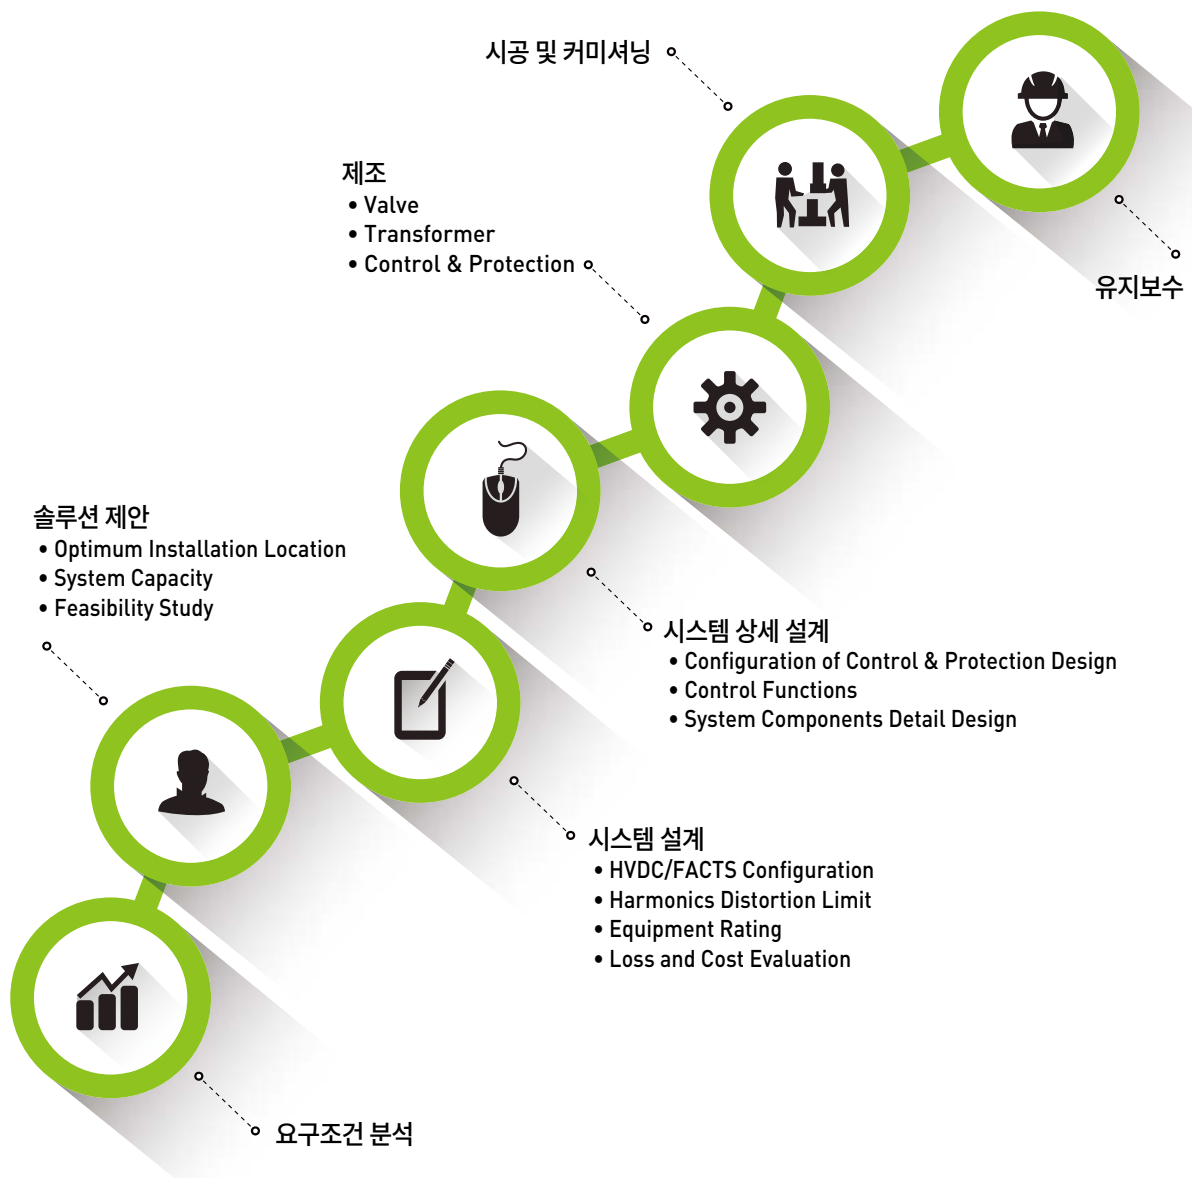 시공 및 커미셔닝
제조
• Valve
• Transformer
• Control & Protection
유지보수
솔루션 제안
• Optimum Installation Location
• System Capacity
• Feasibility Study
시스템 상세 설계
• Configuration of Control & Protection Design
• Control Functions
• System Components Detail Design
시스템 설계
• HVDC/FACTS Configuration
• Harmonics Distortion Limit
• Equipment Rating
• Loss and Cost Evaluation
요구조건 분석